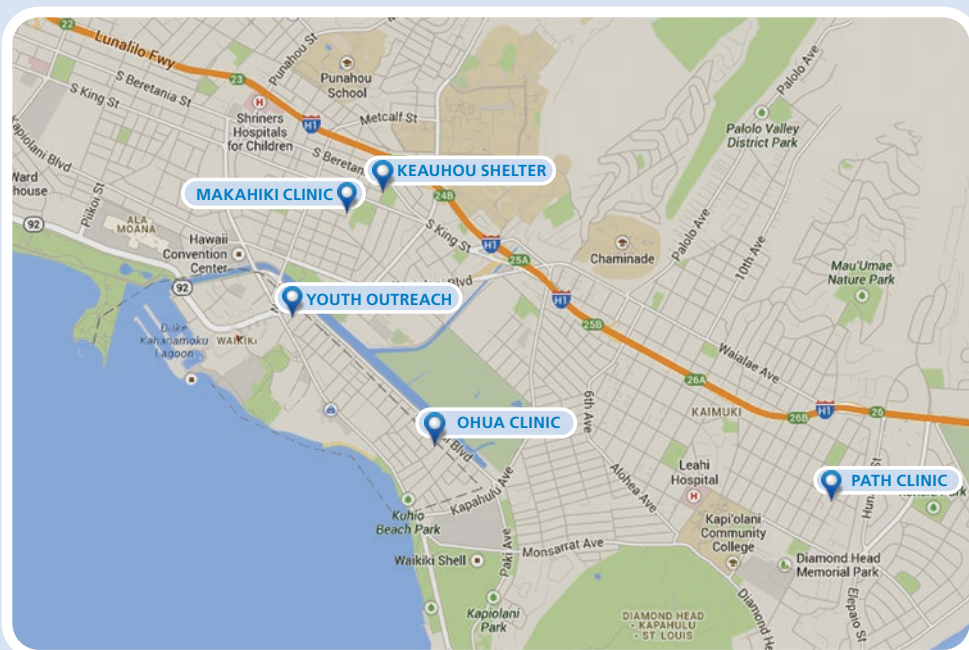 22
Lunalilo Fwy
Punahou St
23
Punahou
School
S Beretania St
S King St
H
Shriners
Hospitals
for Children
H1
Metcalf St
Palolo Ave
Palolo Valley
District Park
Kapiolani Blvd
Ward
house
Piikoi St
S Beretan
KEAUHOU SHELTER
MAKAHIKI CLINIC
24B
92
ALA
MOANA
Hawaii
Convention
Center
S King St
H1
25A
Chaminade
Palolo Ave
10th Ave
Mau'Umae
Nature Park
92
Blvd
YOUTH OUTREACH
H1
25B
Duke
Kahanamoku
Lagoon
WAIKIKI
Waialae Ave
26A
6th Ave
KAIMUKI
26B
H1
26
OHUA CLINIC
Blvd
Alohea Ave
Leahi
Hospital
H
PATH CLINIC
Kapahulu Ave
Kuhio
Beach Park
Kapi'olani
Community
College
Waikiki Shell
Paki Ave
Monsarrat Ave
Diamond Head
Memorial Park
Kapiolani
Park
DIAMOND HEAD
- KAPAHULU
- ST. LOUIS
Diamond He
Elepaio St